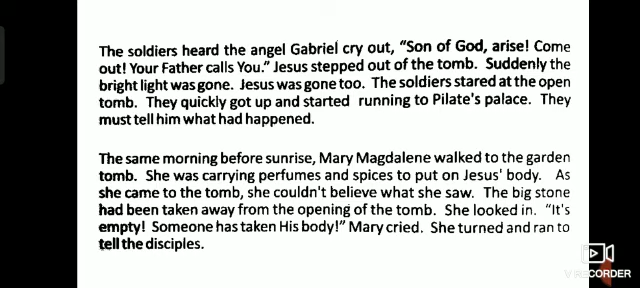 The soldiers heard the angel Gabriel cry out, "Son of God, arise! Come
out! Your Father calls You." Jesus stepped out of the tomb. Suddenly the
bright light was gone. Jesus was gone too. The soldiers stared at the open
tomb. They quickly got up and started running to Pilate's palace. They
must tell him what had happened.
The same morning before sunrise, Mary Magdalene walked to the garden
tomb. She was carrying perfumes and spices to put on Jesus' body. As
she came to the tomb, she couldn't believe what she saw. The big stone
had been taken away from the opening of the tomb. She looked in. "It's
empty! Someone has taken His body!" Mary cried. She turned and ran to
tell the disciples.
V RECORDER